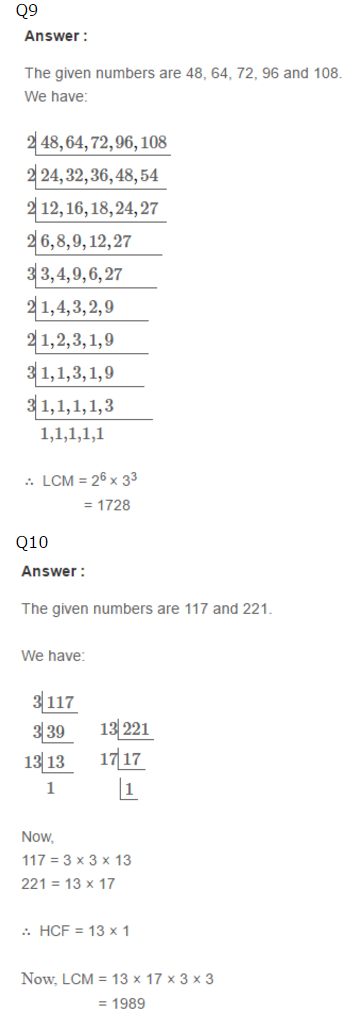 Q9
Answer :
The given numbers are 48, 64, 72, 96 and 108.
We have:
2|48,64,72,96,108
2|24,32,36,48,54
2|12,16,18,24,27
2|6,8,9,12,27
3|3,4,9,6,27
2|1,4,3,2,9
2|1,2,3,1,9
3|1,1,3,1,9
3|1,1,1,1,3
1,1,1,1,1
∴ LCM = 2⁶ × 3³
= 1728
Q10
Answer :
The given numbers are 117 and 221.
We have:
3|117
3|39 13|221
13|13 17|17
1 |1
Now,
117 = 3 × 3 × 13
221 = 13 × 17
∴ HCF = 13 × 1
Now, LCM = 13 × 17 × 3 × 3
= 1989